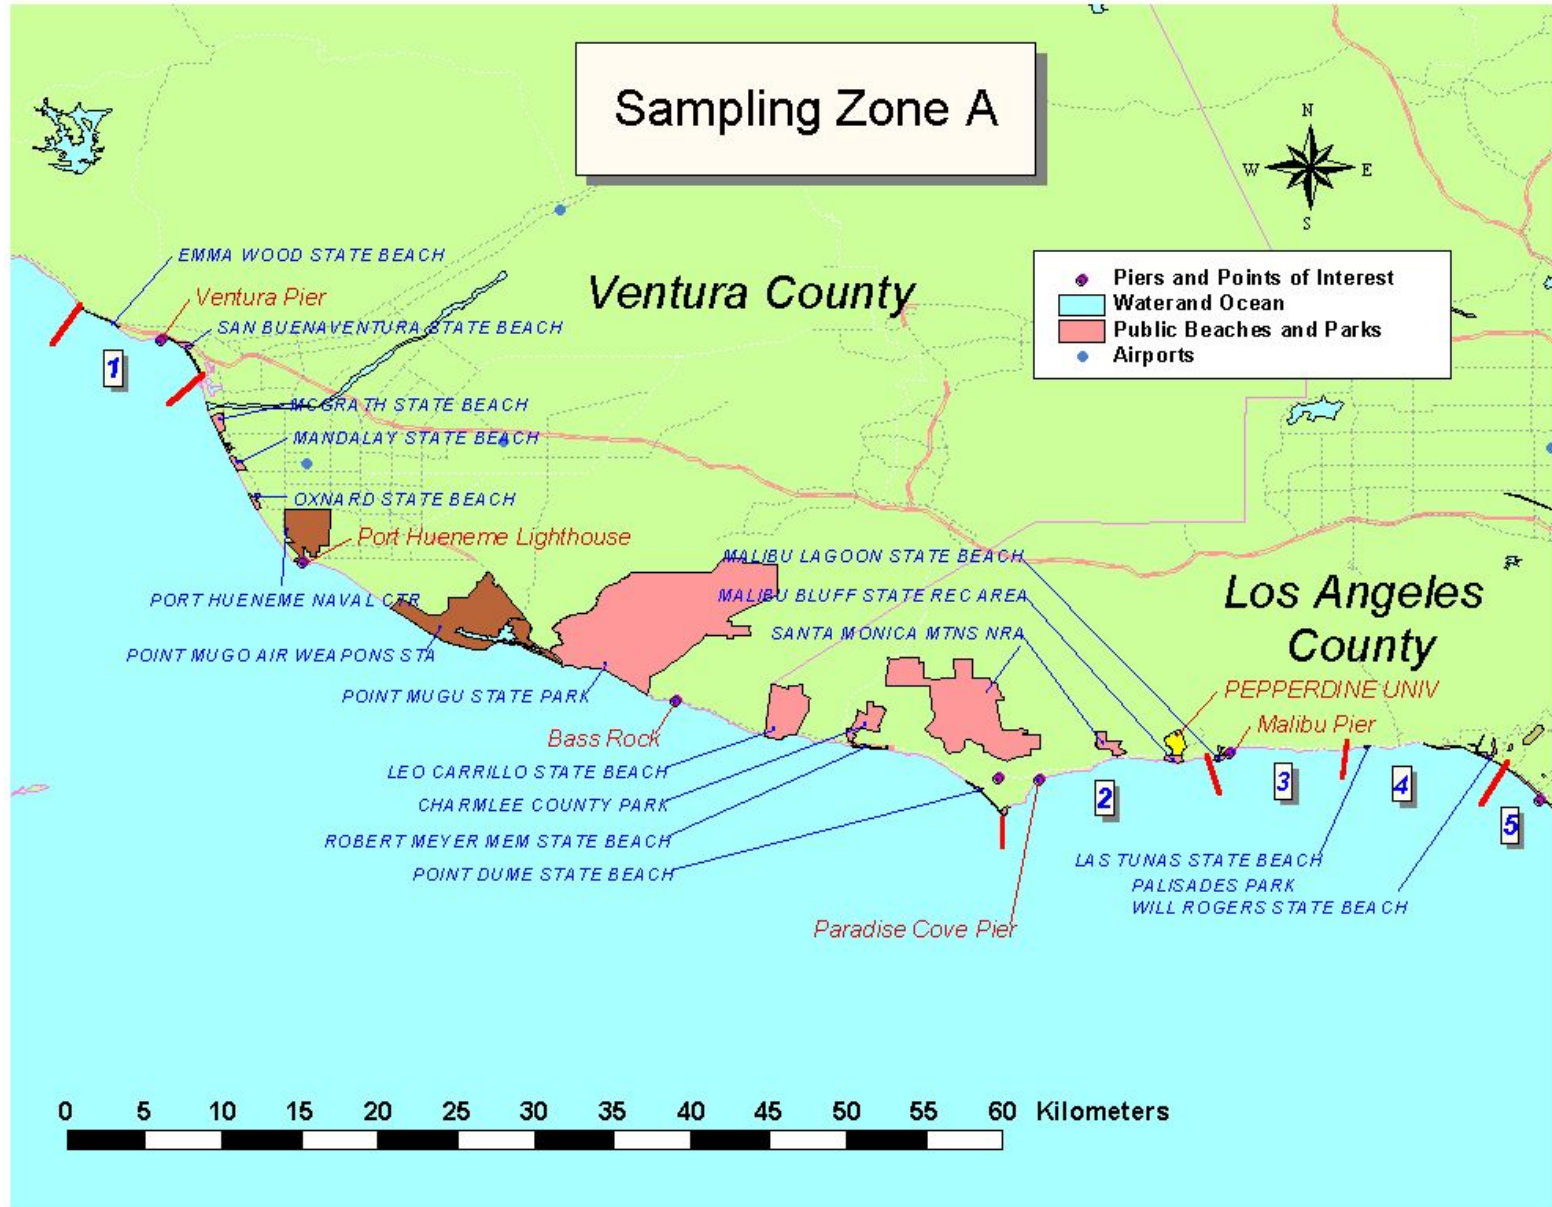 Sampling Zone A
N
W E
S
EMMA WOOD STATE BEACH
Ventura County
Piers and Points of Interest
Waterand Ocean
Public Beaches and Parks
Airports
Ventura Pier
SAN BUENAVENTURA STATE BEACH
1
MCGRATH STATE BEACH
MANDALAY STATE BEACH
OXNARD STATE BEACH
Port Hueneme Lighthouse
MALIBU LAGOON STATE BEACH
PORT HUENEME NAVAL CTR
MALIBU BLUFF STATE REC AREA
Los Angeles
County
SANTA MONICA MTNS NRA
POINT MUGO AIR WEAPONS STA
POINT MUGU STATE PARK
PEPPERDINE UNIV
Malibu Pier
Bass Rock
LEO CARRILLO STATE BEACH
CHARMLEE COUNTY PARK
2
3
4
5
ROBERT MEYER MEM STATE BEACH
POINT DUME STATE BEACH
LAS TUNAS STATE BEACH
PALISADES PARK
WILL ROGERS STATE BEACH
Paradise Cove Pier
0 5 10 15 20 25 30 35 40 45 50 55 60 Kilometers